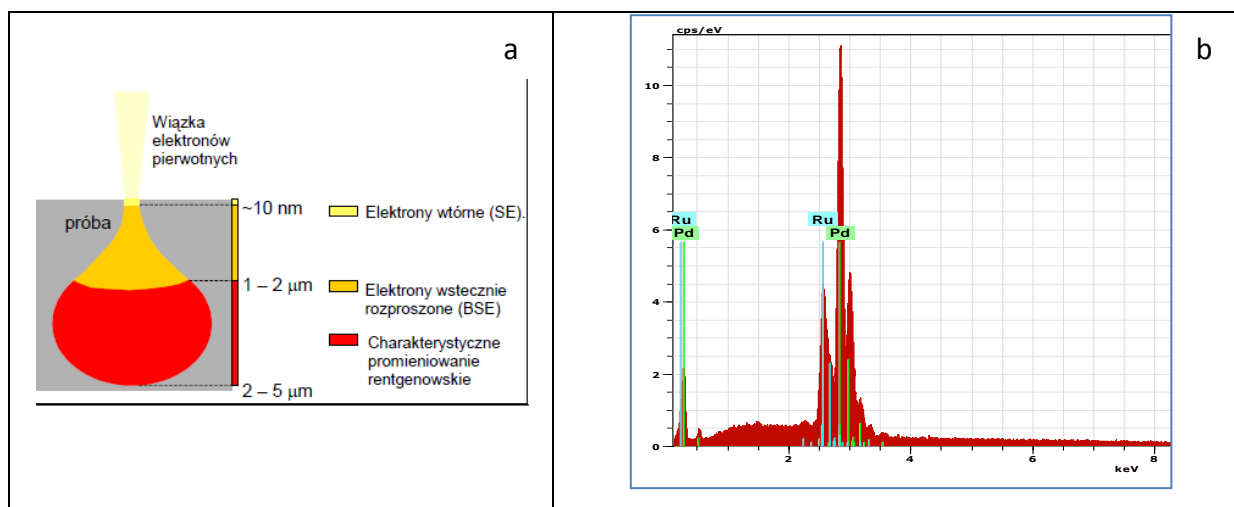 a
Wiązka
elektronów
pierwotnych
próba
~10 nm
1 – 2 μm
2 – 5 μm
Elektrony wtórne (SE).
Elektrony wstecznie
rozproszone (BSE)
Charakterystyczne
promieniowanie
rentgenowskie
b
cps/eV
10
8
6
4
2
0
Ru
Pd
Ru
Pd
2
4
6
8
keV